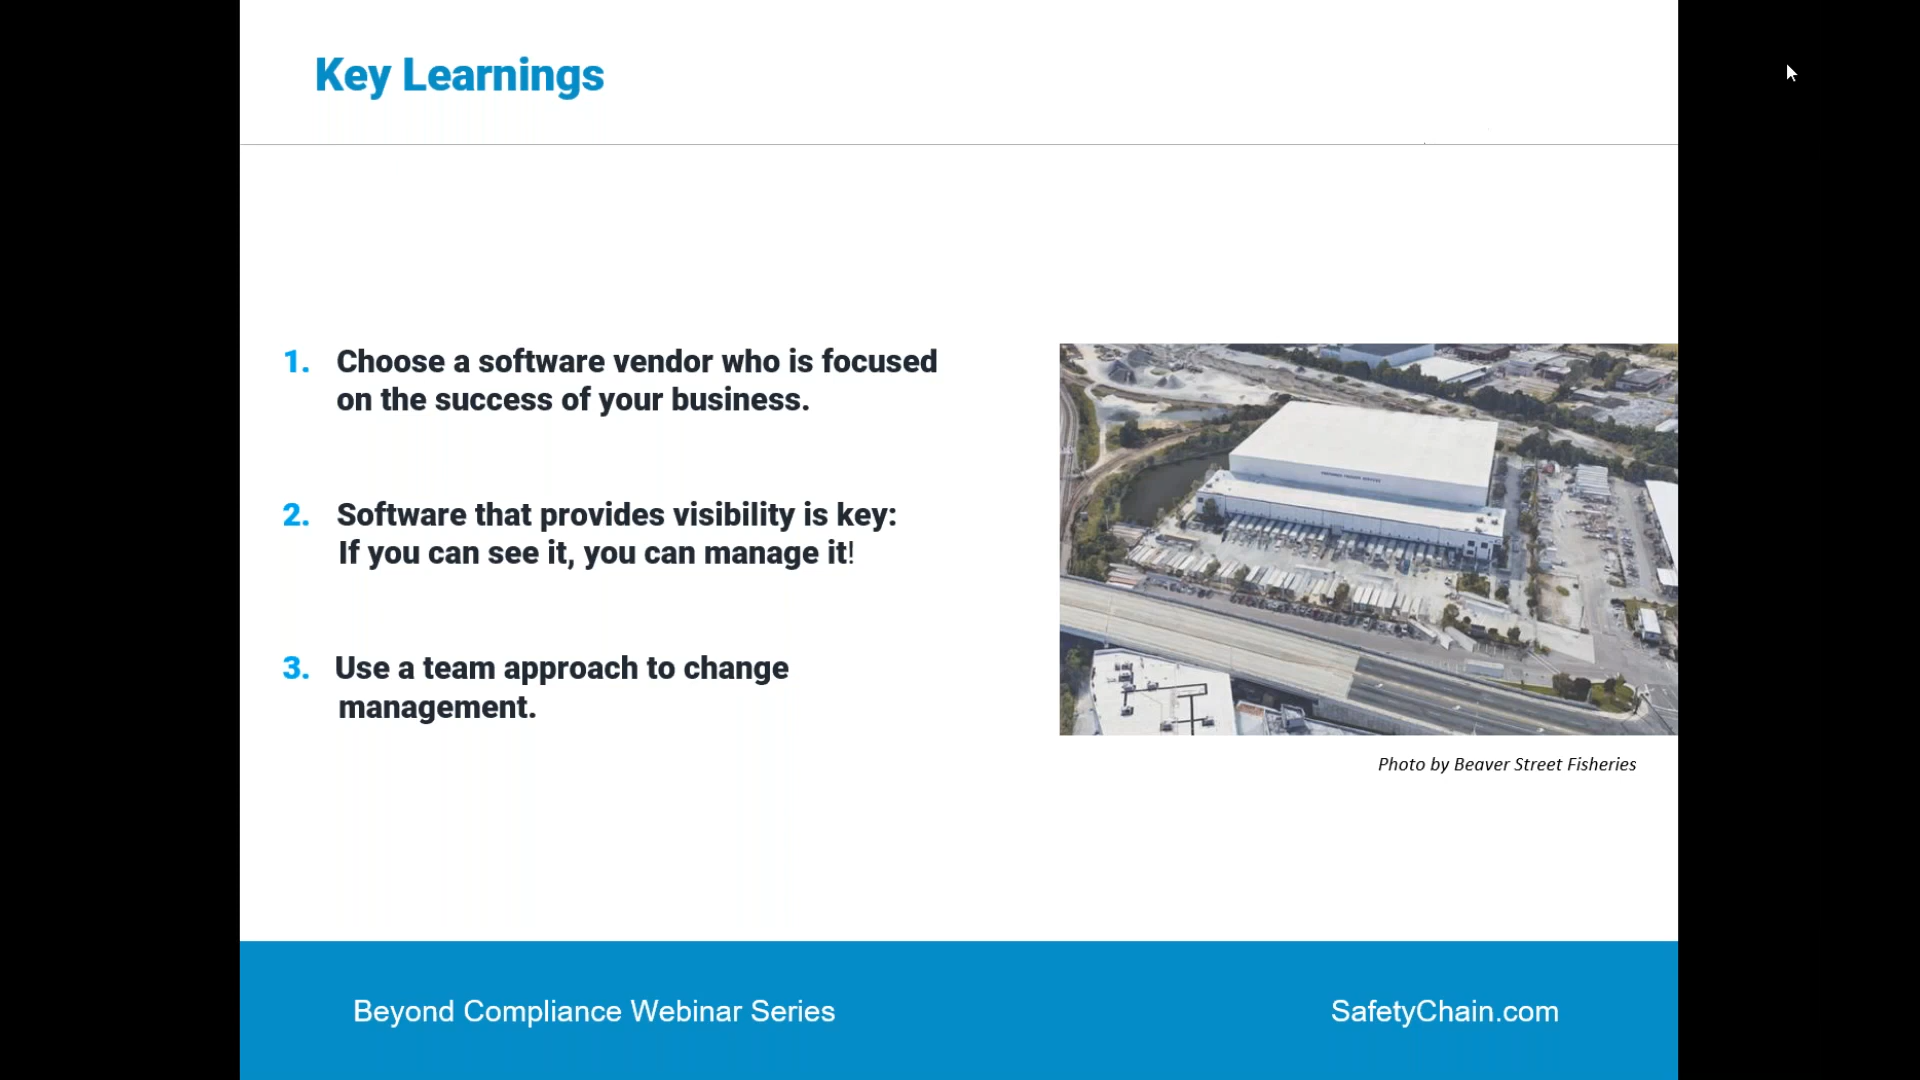 Key Learnings
1. Choose a software vendor who is focused
on the success of your business.
2. Software that provides visibility is key:
If you can see it, you can manage it!
3. Use a team approach to change
management.
Photo by Beaver Street Fisheries
Beyond Compliance Webinar Series
SafetyChain.com